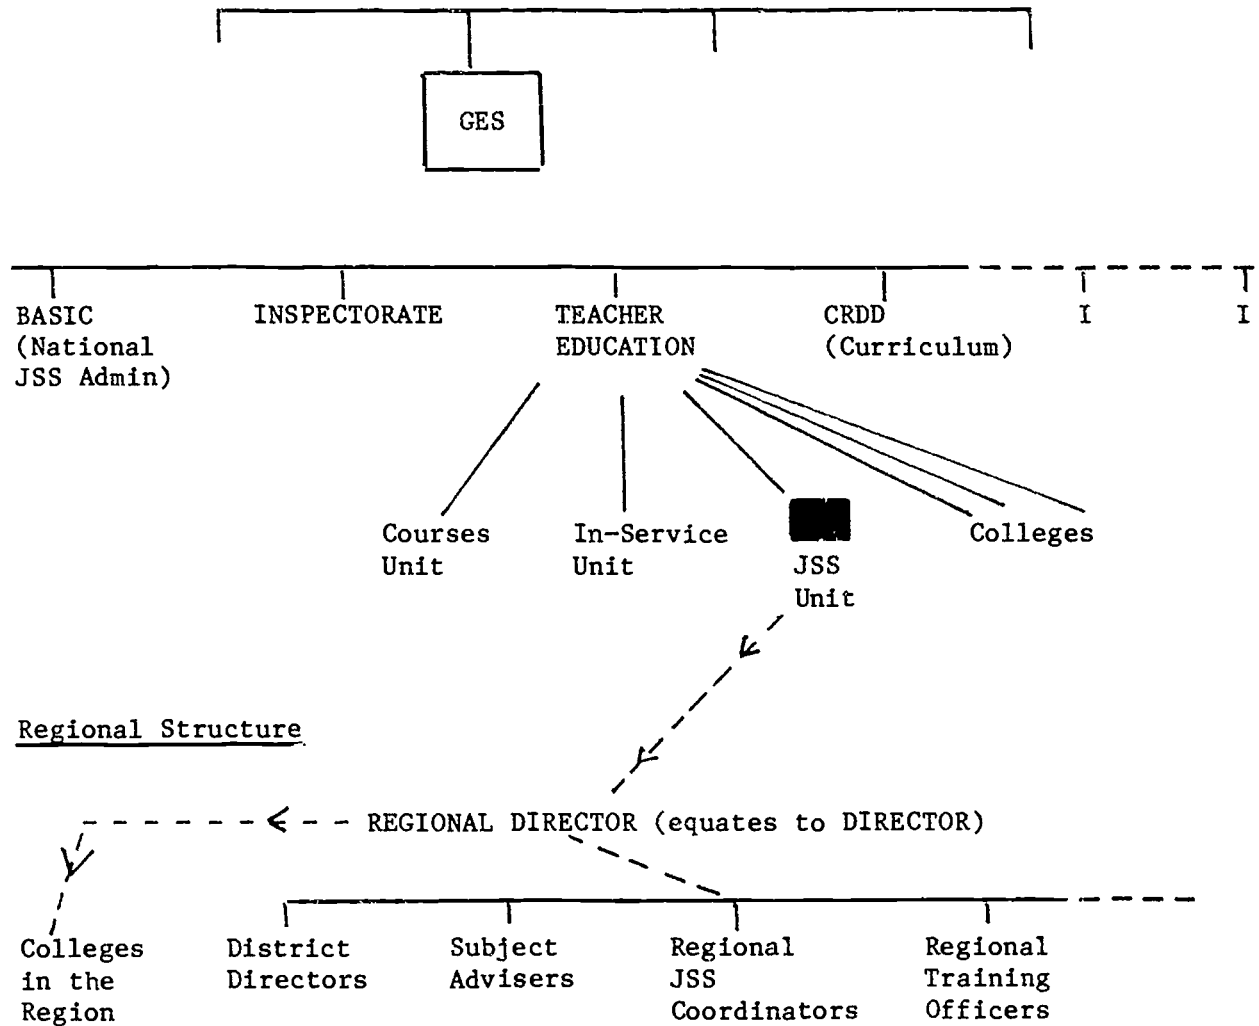 GES
BASIC
(National
JSS Admin)
INSPECTORATE
TEACHER
EDUCATION
CRDD
(Curriculum)
I
I
Courses
Unit
In-Service
Unit
JSS
Unit
Colleges
Regional Structure
REGIONAL DIRECTOR (equates to DIRECTOR)
Colleges
in the
Region
District
Directors
Subject
Advisers
Regional
JSS
Coordinators
Regional
Training
Officers